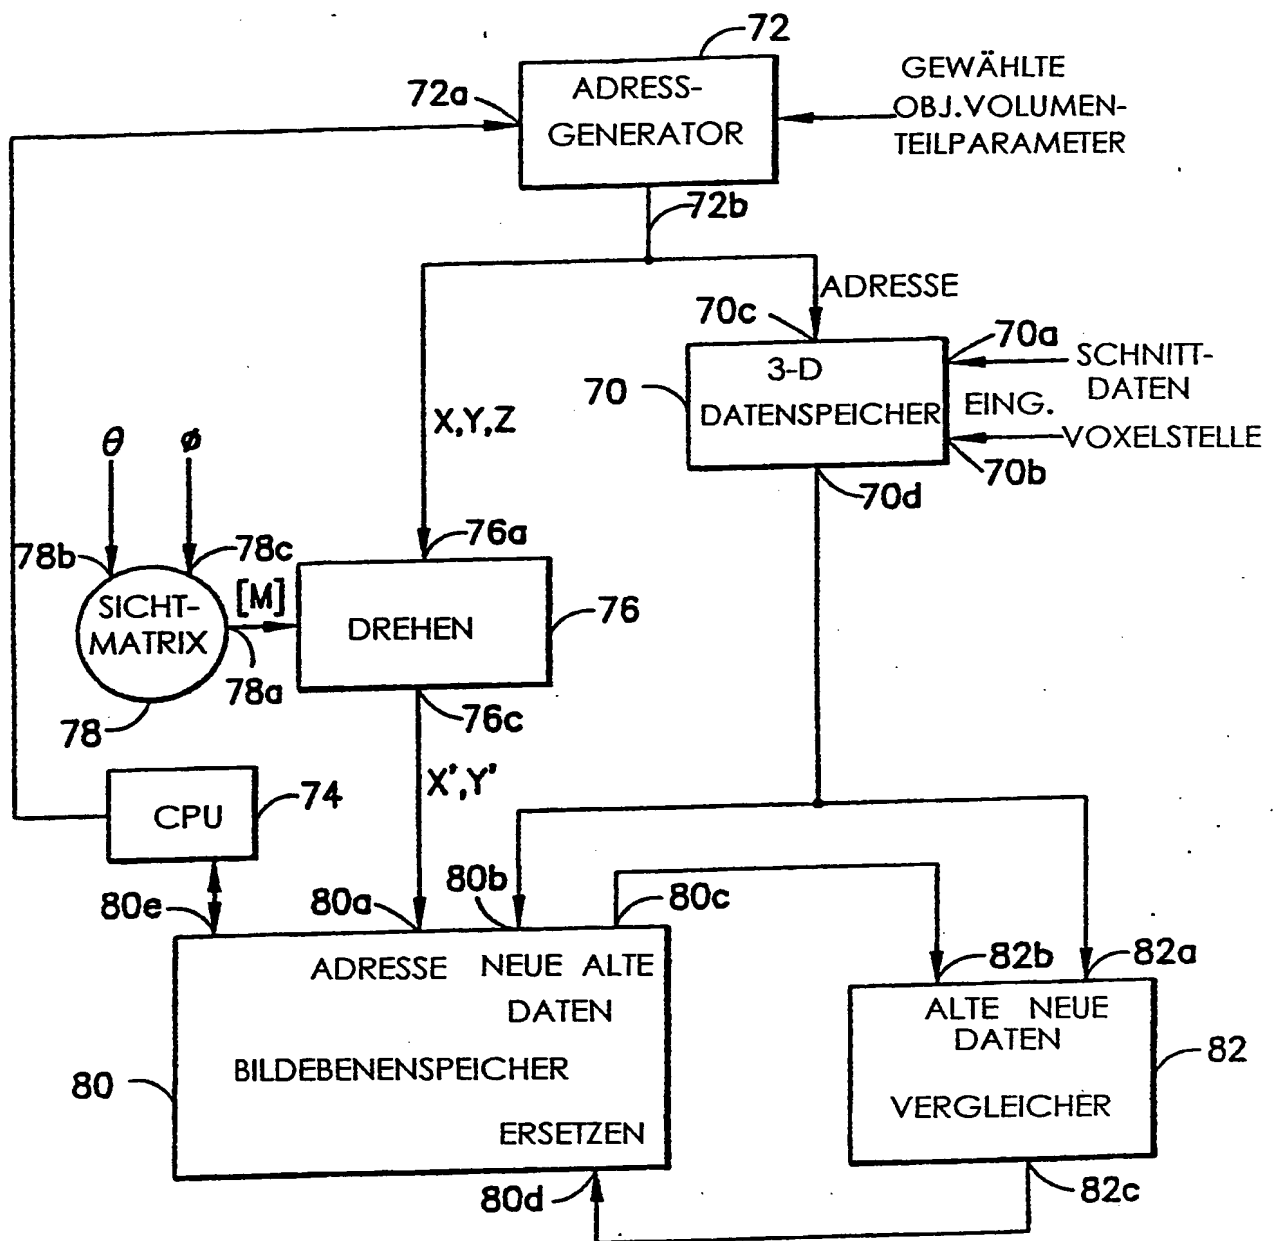 72
72a
ADRESS-
GENERATOR
GEWÄHLTE
OBJ.VOLUMEN-
TEILPARAMETER
72b
ADRESSE
70c
70a
3-D
DATENSPEICHER
70
SCHNITT-
DATEN
EING.
VOXELSTELLE
70b
70d
X,Y,Z
θ
ø
78b
78c
76a
[M]
SICHT-
MATRIX
DREHEN
76
78a
78
76c
X',Y'
CPU
74
80e
80a
80b
80c
82b
82a
ADRESSE
NEUE ALTE
DATEN
ALTE NEUE
DATEN
BILDEBENENSPEICHER
80
82
VERGLEICHER
ERSETZEN
80d
82c